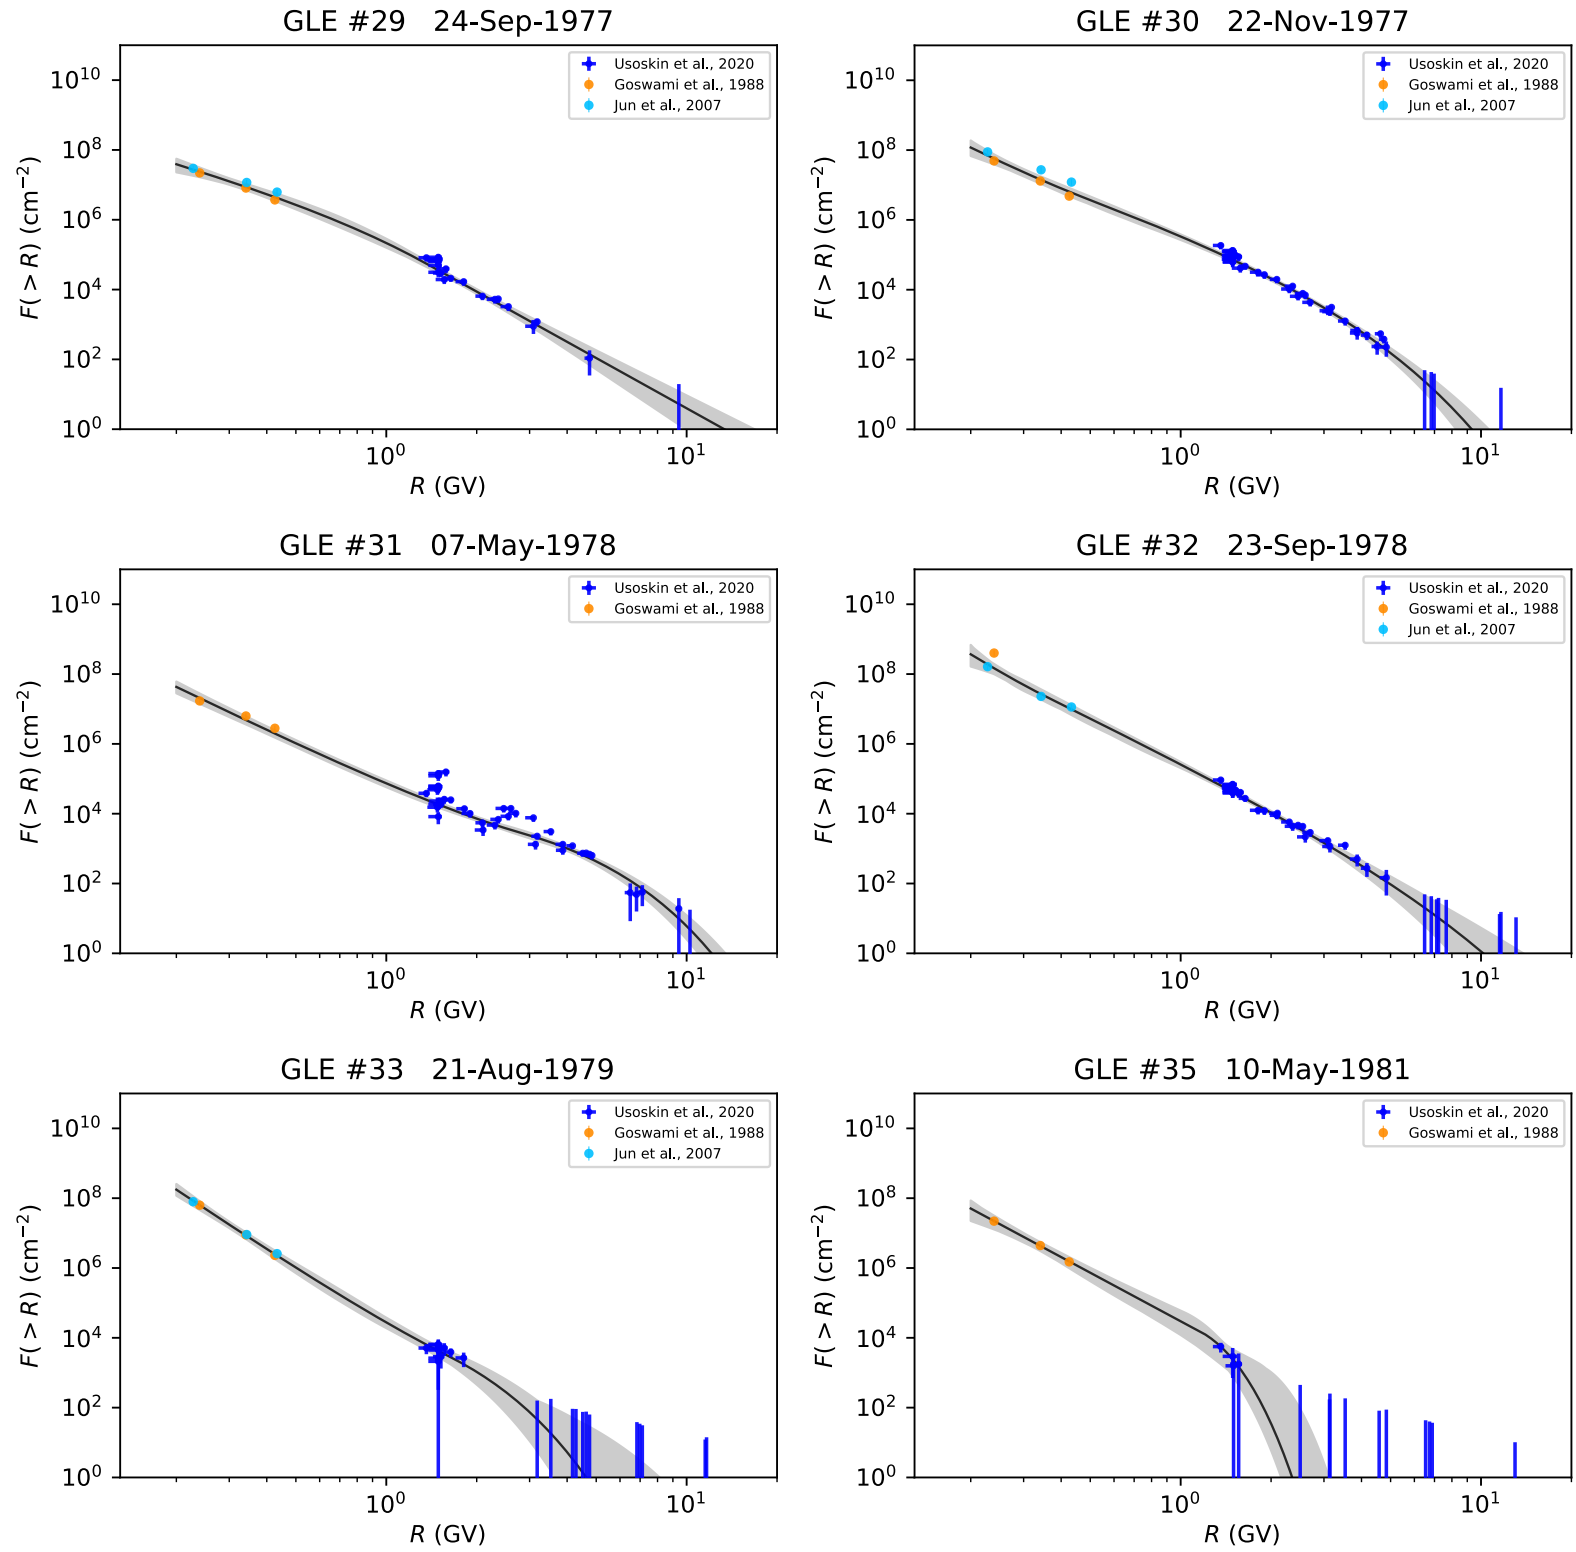 GLE #29 24-Sep-1977
Usoskin et al., 2020
Goswami et al., 1988
Jun et al., 2007
10^10
10^8
10^6
10^4
10^2
10^0
F(> R) (cm^−2)
10^0 10^1
R (GV)
GLE #30 22-Nov-1977
Usoskin et al., 2020
Goswami et al., 1988
Jun et al., 2007
10^10
10^8
10^6
10^4
10^2
10^0
F(> R) (cm^−2)
10^0 10^1
R (GV)
GLE #31 07-May-1978
Usoskin et al., 2020
Goswami et al., 1988
10^10
10^8
10^6
10^4
10^2
10^0
F(> R) (cm^−2)
10^0 10^1
R (GV)
GLE #32 23-Sep-1978
Usoskin et al., 2020
Goswami et al., 1988
Jun et al., 2007
10^10
10^8
10^6
10^4
10^2
10^0
F(> R) (cm^−2)
10^0 10^1
R (GV)
GLE #33 21-Aug-1979
Usoskin et al., 2020
Goswami et al., 1988
Jun et al., 2007
10^10
10^8
10^6
10^4
10^2
10^0
F(> R) (cm^−2)
10^0 10^1
R (GV)
GLE #35 10-May-1981
Usoskin et al., 2020
Goswami et al., 1988
10^10
10^8
10^6
10^4
10^2
10^0
F(> R) (cm^−2)
10^0 10^1
R (GV)